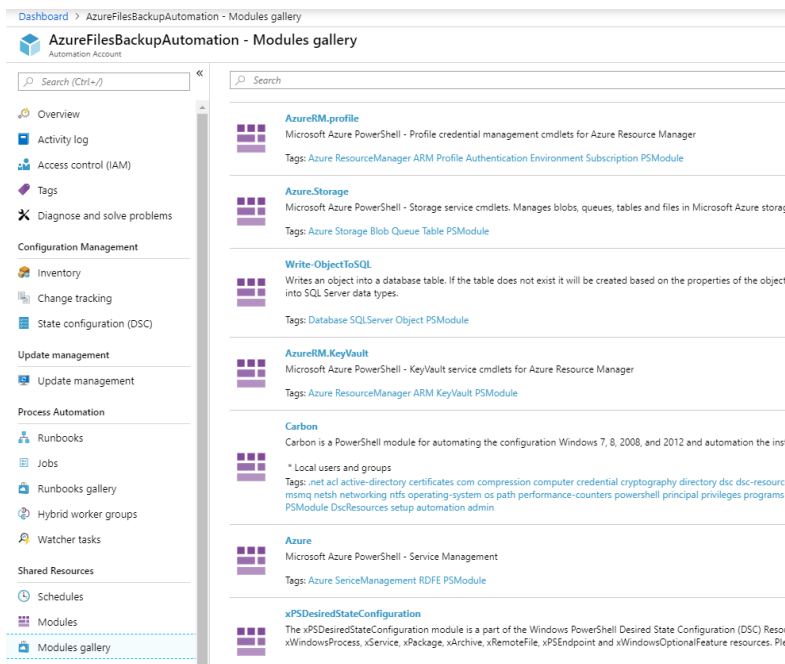 Dashboard > AzureFilesBackupAutomation - Modules gallery
AzureFilesBackupAutomation - Modules gallery
Automation Account
Search (Ctrl+/)
«
Overview
Activity log
Access control (IAM)
Tags
Diagnose and solve problems
Configuration Management
Inventory
Change tracking
State configuration (DSC)
Update management
Update management
Process Automation
Runbooks
Jobs
Runbooks gallery
Hybrid worker groups
Watcher tasks
Shared Resources
Schedules
Modules
Modules gallery
Search
AzureRM.profile
Microsoft Azure PowerShell - Profile credential management cmdlets for Azure Resource Manager
Tags: Azure ResourceManager ARM Profile Authentication Environment Subscription PSModule
Azure.Storage
Microsoft Azure PowerShell - Storage service cmdlets. Manages blobs, queues, tables and files in Microsoft Azure storag
Tags: Azure Storage Blob Queue Table PSModule
Write-ObjectToSQL
Writes an object into a database table. If the table does not exist it will be created based on the properties of the object
into SQL Server data types.
Tags: Database SQLServer Object PSModule
AzureRM.KeyVault
Microsoft Azure PowerShell - KeyVault service cmdlets for Azure Resource Manager
Tags: Azure ResourceManager ARM KeyVault PSModule
Carbon
Carbon is a PowerShell module for automating the configuration Windows 7, 8, 2008, and 2012 and automation the inst
* Local users and groups
Tags: .net acl active-directory certificates com compression computer credential cryptography directory dsc dsc-resourc
msmq netsh networking ntfs operating-system os path performance-counters powershell principal privileges programs
PSModule DscResources setup automation admin
Azure
Microsoft Azure PowerShell - Service Management
Tags: Azure SericeManagement RDFE PSModule
xPSDesiredStateConfiguration
The xPSDesiredStateConfiguration module is a part of the Windows PowerShell Desired State Configuration (DSC) Resou
xWindowsProcess, xService, xPackage, xArchive, xRemoteFile, xPSEndpoint and xWindowsOptionalFeature resources. Ple